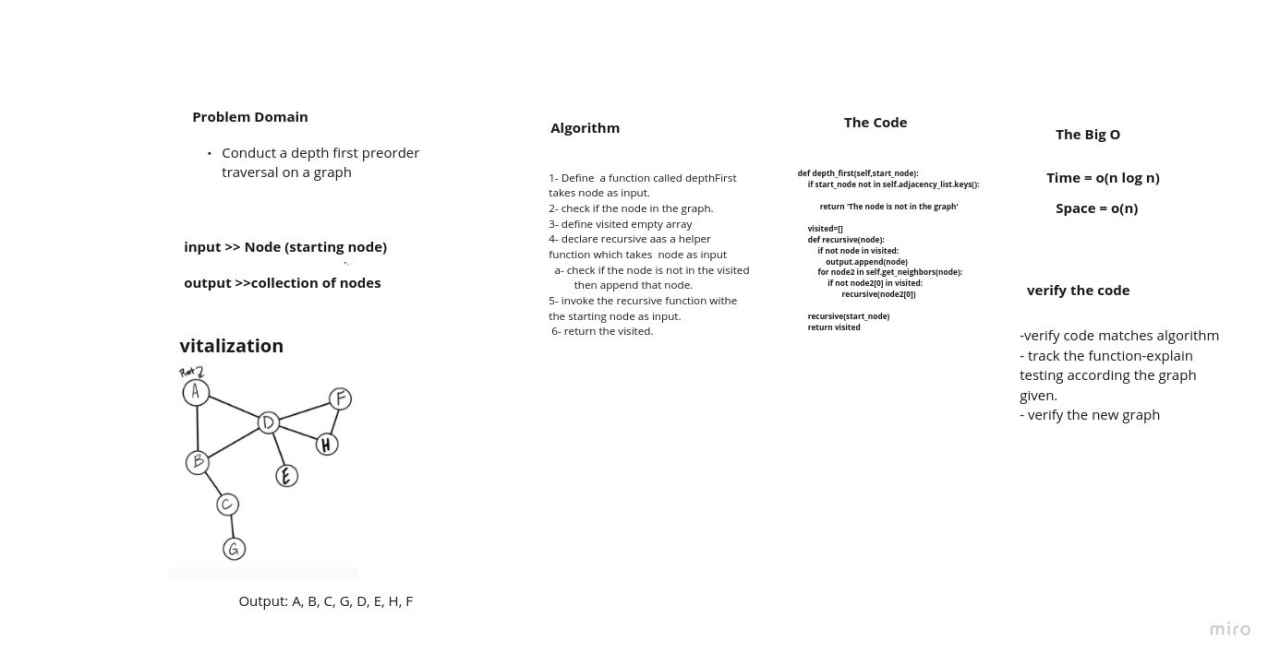 Problem Domain
• Conduct a depth first preorder
traversal on a graph
input >> Node (starting node)
output >>collection of nodes
vitalization
Root
A
F
D
H
B
E
C
G
Output: A, B, C, G, D, E, H, F
Algorithm
1- Define a function called depthFirst
takes node as input.
2- check if the node in the graph.
3- define visited empty array
4- declare recursive aas a helper
function which takes node as input
a- check if the node is not in the visited
then append that node.
5- invoke the recursive function withe
the starting node as input.
6- return the visited.
The Code
def depth_first(self,start_node):
if start_node not in self.adjacency_list.keys():
return 'The node is not in the graph'
visited=[]
def recursive(node):
if not node in visited:
output.append(node)
for node2 in self.get_neighbors(node):
if not node2[0] in visited:
recursive(node2[0])
recursive(start_node)
return visited
The Big O
Time = o(n log n)
Space = o(n)
verify the code
-verify code matches algorithm
- track the function-explain
testing according the graph
given.
- verify the new graph
miro